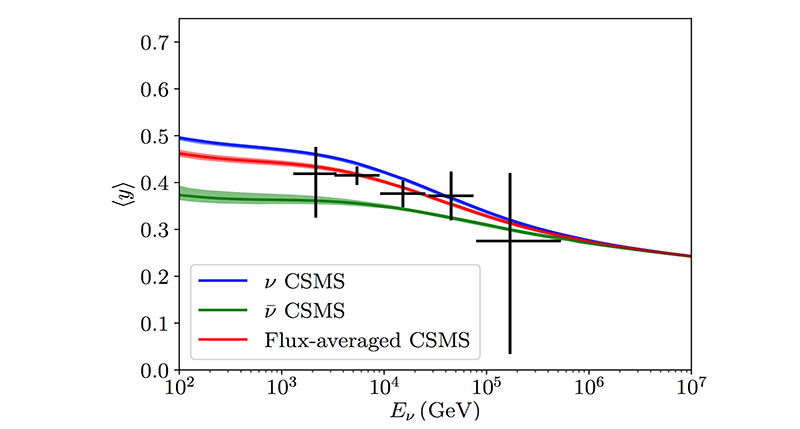 0.7
0.6
0.5
0.4
0.3
0.2
0.1
0.0
⟨y⟩
ν CSMS
ν̄ CSMS
Flux-averaged CSMS
10² 10³ 10⁴ 10⁵ 10⁶ 10⁷
Eν (GeV)